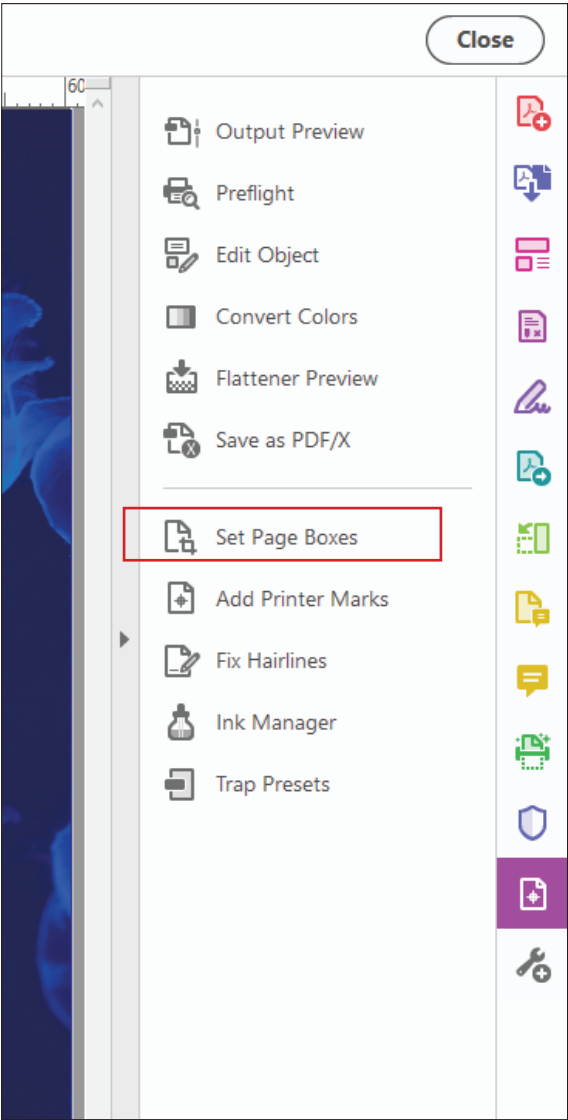 Close
60
Output Preview
Preflight
Edit Object
Convert Colors
Flattener Preview
Save as PDF/X
Set Page Boxes
Add Printer Marks
Fix Hairlines
Ink Manager
Trap Presets